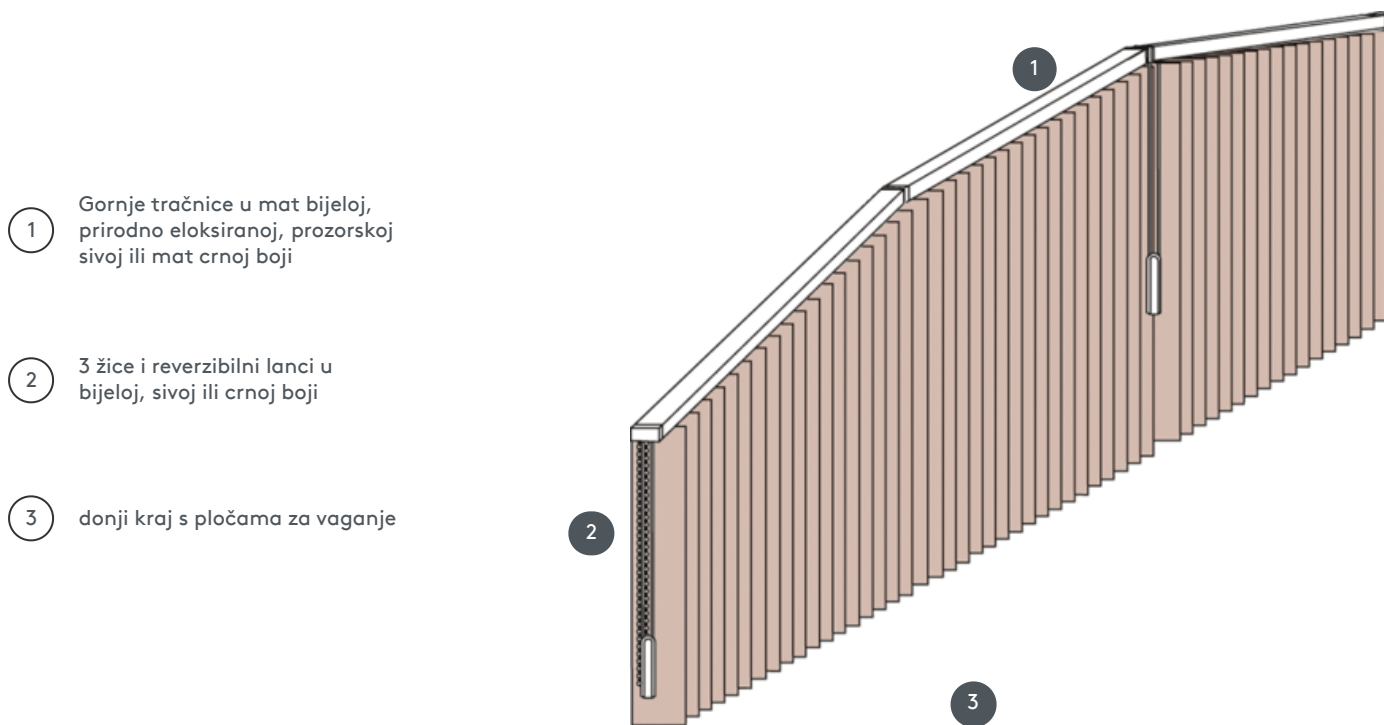 1
Gornje tračnice u mat bijeloj,
prirodno eloksiranoj, prozorskoj
sivoj ili mat crnoj boji
2
3 žice i reverzibilni lanci u
bijeloj, sivoj ili crnoj boji
3
donji kraj s pločama za vaganje
1
2
3